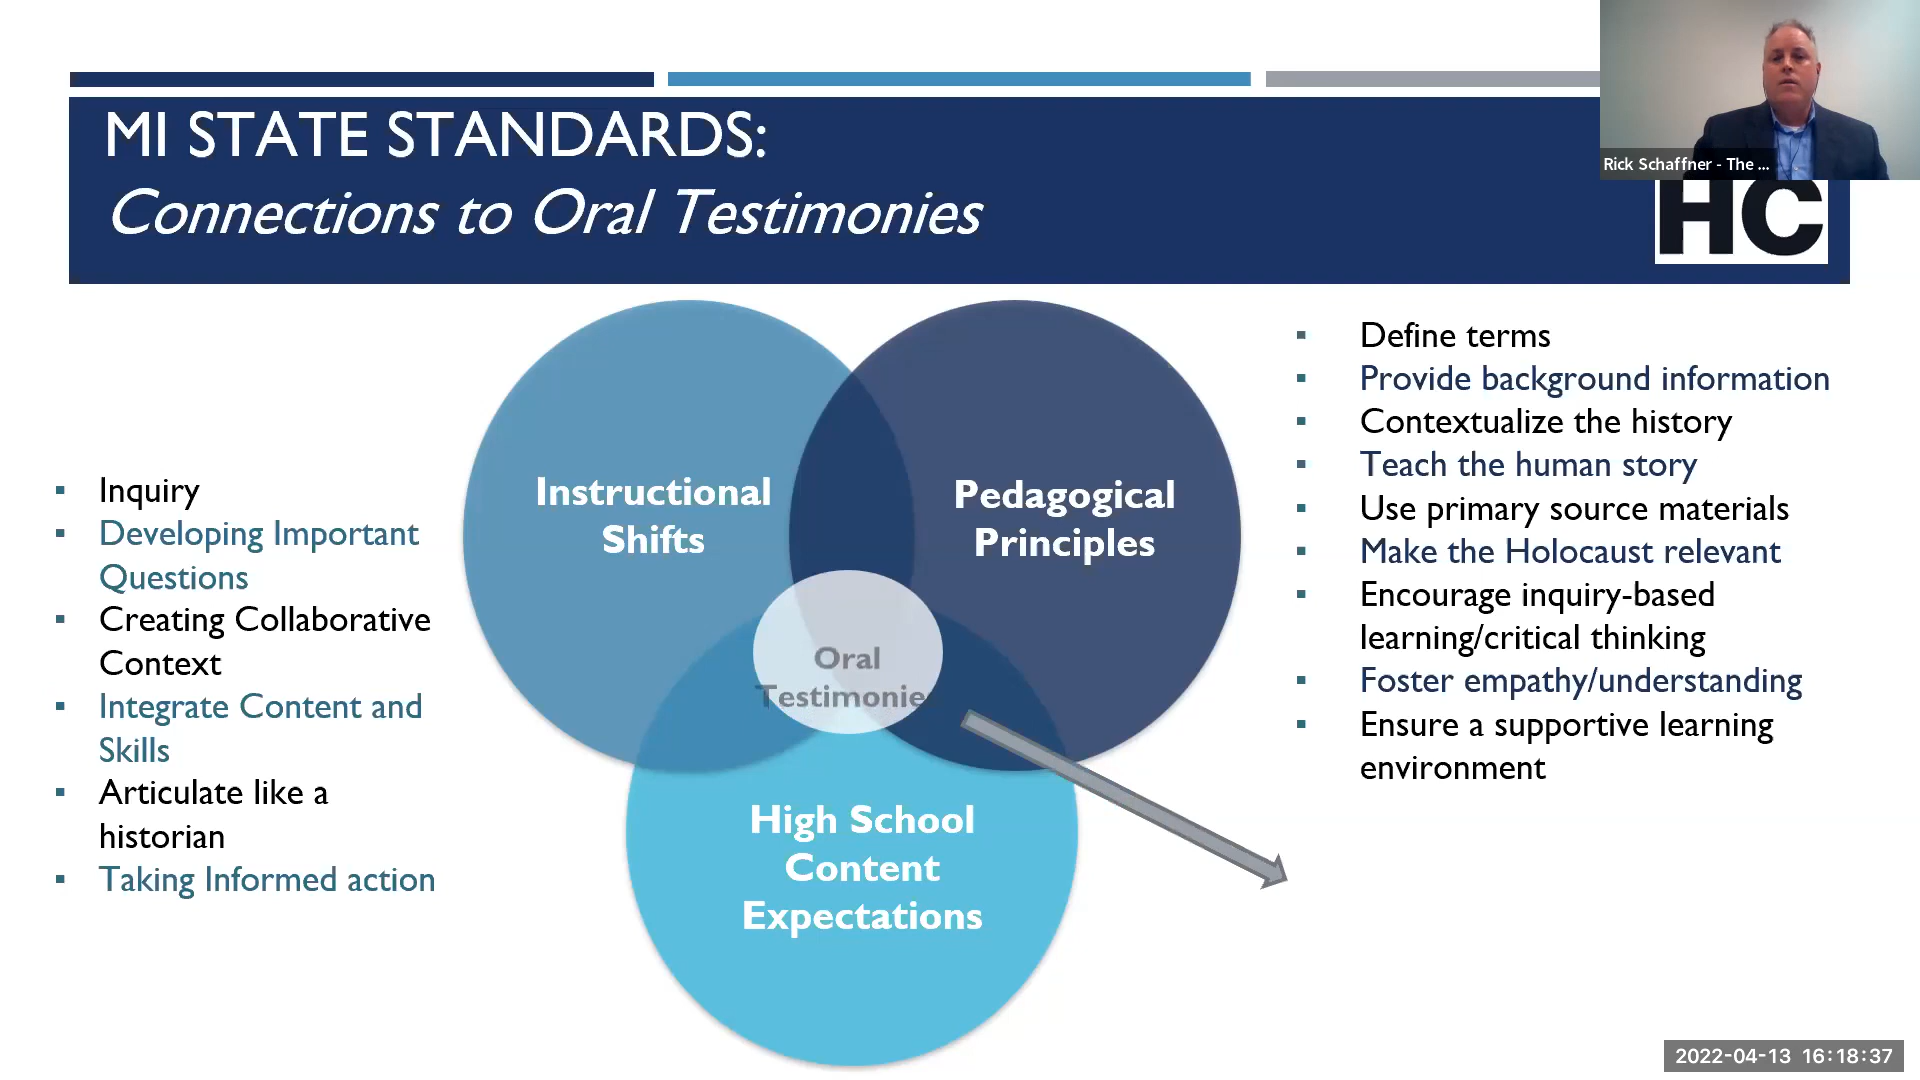 MI STATE STANDARDS:
Connections to Oral Testimonies
Rick Schaffner - The ...
HC
Inquiry
Developing Important
Questions
Creating Collaborative
Context
Integrate Content and
Skills
Articulate like a
historian
Taking Informed action
Instructional
Shifts
Pedagogical
Principles
Oral
Testimonies
High School
Content
Expectations
Define terms
Provide background information
Contextualize the history
Teach the human story
Use primary source materials
Make the Holocaust relevant
Encourage inquiry-based
learning/critical thinking
Foster empathy/understanding
Ensure a supportive learning
environment
2022-04-13 16:18:37